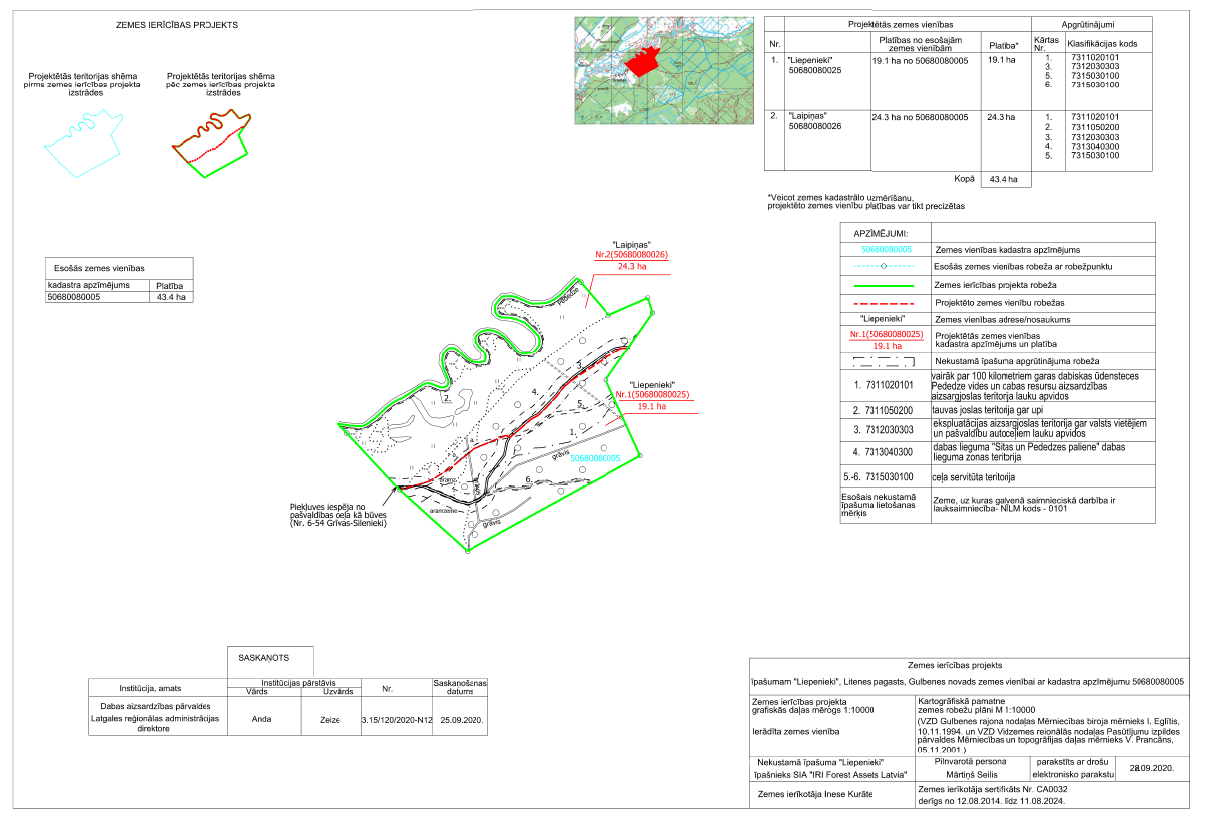 ZEMES IERĪCĪBAS PROJEKTS
Projektētās teritorijas shēma
pirms zemes ierīcības projekta
izstrādes
Projektētās teritorijas shēma
pēc zemes ierīcības projekta
izstrādes
Esošās zemes vienības
kadastra apzīmējums Platība
50680080005 43.4 ha
Projektētās zemes vienības Apgrūtinājumi
Nr. Platības no esošajām
zemes vienībām Platība* Kārtas
Nr. Klasifikācijas kods
1. "Liepenieki"
50680080025 19.1 ha no 50680080005 19.1 ha
1. 7311020101
3. 7312030303
5. 7315030100
6. 7315030100
2. "Laipiņas"
50680080026 24.3 ha no 50680080005 24.3 ha
1. 7311020101
2. 7311050200
3. 7312030303
4. 7313040300
5. 7315030100
Kopā 43.4 ha
*Veicot zemes kadastrālo uzmērīšanu,
projektēto zemes vienību platības var tikt precizētas
APZĪMĒJUMI:
50680080005 Zemes vienības kadastra apzīmējums
Esošās zemes vienības robeža ar robežpunktu
Zemes ierīcības projekta robeža
Projektēto zemes vienību robežas
"Liepenieki" Zemes vienības adrese/nosaukums
Nr.1(50680080025)
19.1 ha
Projektētās zemes vienības
kadastra apzīmējums un platība
Nekustamā īpašuma apgrūtinājuma robeža
1. 7311020101 vairāk par 100 kilometriem garas dabiskas ūdensteces
Pededze vides un dabas resursu aizsardzības
aizsargjoslas teritorija lauku apvidos
2. 7311050200 tauvas joslas teritorija gar upi
3. 7312030303 ekspluatācijas aizsargjoslas teritorija gar valsts vietējiem
un pašvaldību autoceļiem lauku apvidos
4. 7313040300 dabas lieguma "Sitas un Pededzes paliene" dabas
lieguma zonas teritorija
5.-6. 7315030100 ceļa servitūta teritorija
Esošais nekustamā
īpašuma lietošanas
mērķis
Zeme, uz kuras galvenā saimnieciskā darbība ir
lauksaimniecība- NĪLM kods - 0101
"Laipiņas"
Nr.2(50680080026)
24.3 ha
Pededze
"Liepenieki"
Nr.1(50680080025)
19.1 ha
3.
4.
2.
5.
1.
6.
grāvis
50680080005
aramz.
aramzeme
grāvis
Piekļuves iespēja no
pašvaldības ceļa kā būves
(Nr. 6-54 Grīvas-Silenieki)
SASKAŅOTS
Institūcija, amats Institūcijas pārstāvis Nr. Saskaņošanas
datums
Vārds Uzvārds
Dabas aizsardzības pārvaldes
Latgales reģionālas administrācijas
direktore
Anda Zeize 3.15/120/2020-N12 25.09.2020.
Zemes ierīcības projekts
īpašumam "Liepenieki", Litenes pagasts, Gulbenes novads zemes vienībai ar kadastra apzīmējumu 50680080005
Zemes ierīcības projekta
grafiskās daļas mērogs 1:10000
Ierādīta zemes vienība
Kartogrāfiskā pamatne
zemes robežu plāni M 1:10000
(VZD Gulbenes rajona nodaļas Mērniecības biroja mērnieks I. Eglītis,
10.11.1994. un VZD Vidzemes reionālās nodaļas Pasūtījumu izpildes
pārvaldes Mērniecības un topogrāfijas daļas mērnieks V. Prancāns,
05.11.2001.)
Nekustamā īpašuma "Liepenieki"
īpašnieks SIA "IRI Forest Assets Latvia"
Pilnvarotā persona
Mārtiņš Seilis
parakstīts ar drošu
elektronisko parakstu
28.09.2020.
Zemes ierīkotāja Inese Kurāte
Zemes ierīkotāja sertifikāts Nr. CA0032
derīgs no 12.08.2014. līdz 11.08.2024.